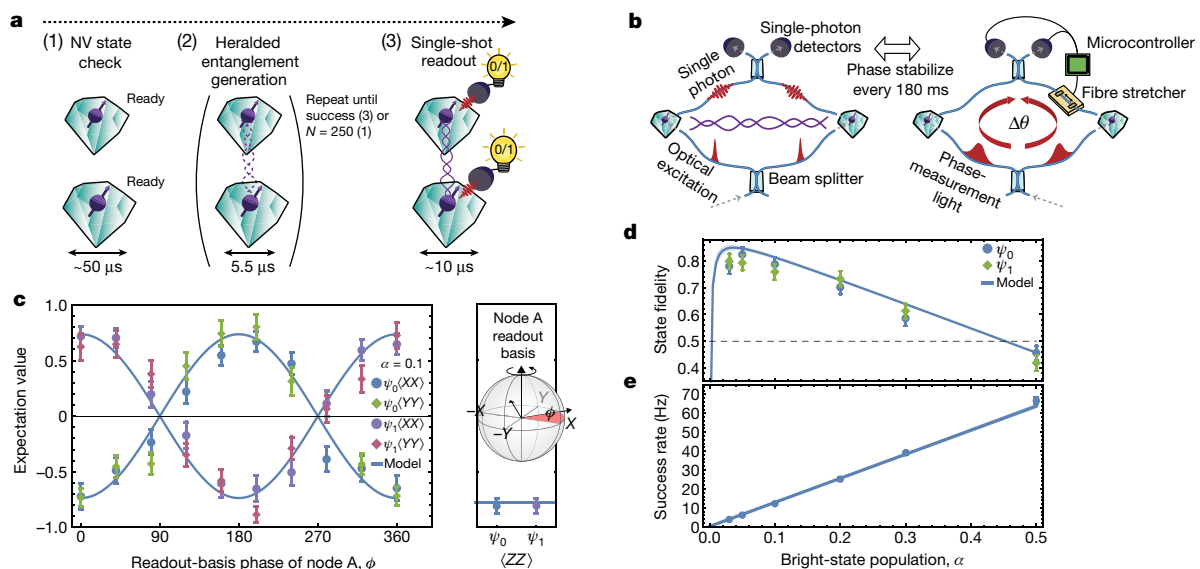 a
(1) NV state
check
Ready
Ready
~50 μs
(2) Heralded
entanglement
generation
Repeat until
success (3) or
N = 250 (1)
5.5 μs
(3) Single-shot
readout
0/1
0/1
~10 μs
b
Single
photon
Single-photon
detectors
Optical
excitation
Beam splitter
Phase stabilize
every 180 ms
Microcontroller
Fibre stretcher
Δθ
Phase-
measurement
light
c
Expectation value
1.0
0.5
0
−0.5
−1.0
0
90
180
270
360
Readout-basis phase of node A, ϕ
α = 0.1
ψ0⟨XX⟩
ψ0⟨YY⟩
ψ1⟨XX⟩
ψ1⟨YY⟩
Model
Node A
readout
basis
−X
Y
ϕ
−Y
X
ψ0
ψ1
⟨ZZ⟩
d
State fidelity
0.8
0.7
0.6
0.5
0.4
ψ0
ψ1
Model
e
Success rate (Hz)
70
60
50
40
30
20
10
0
0.0
0.1
0.2
0.3
0.4
0.5
Bright-state population, α